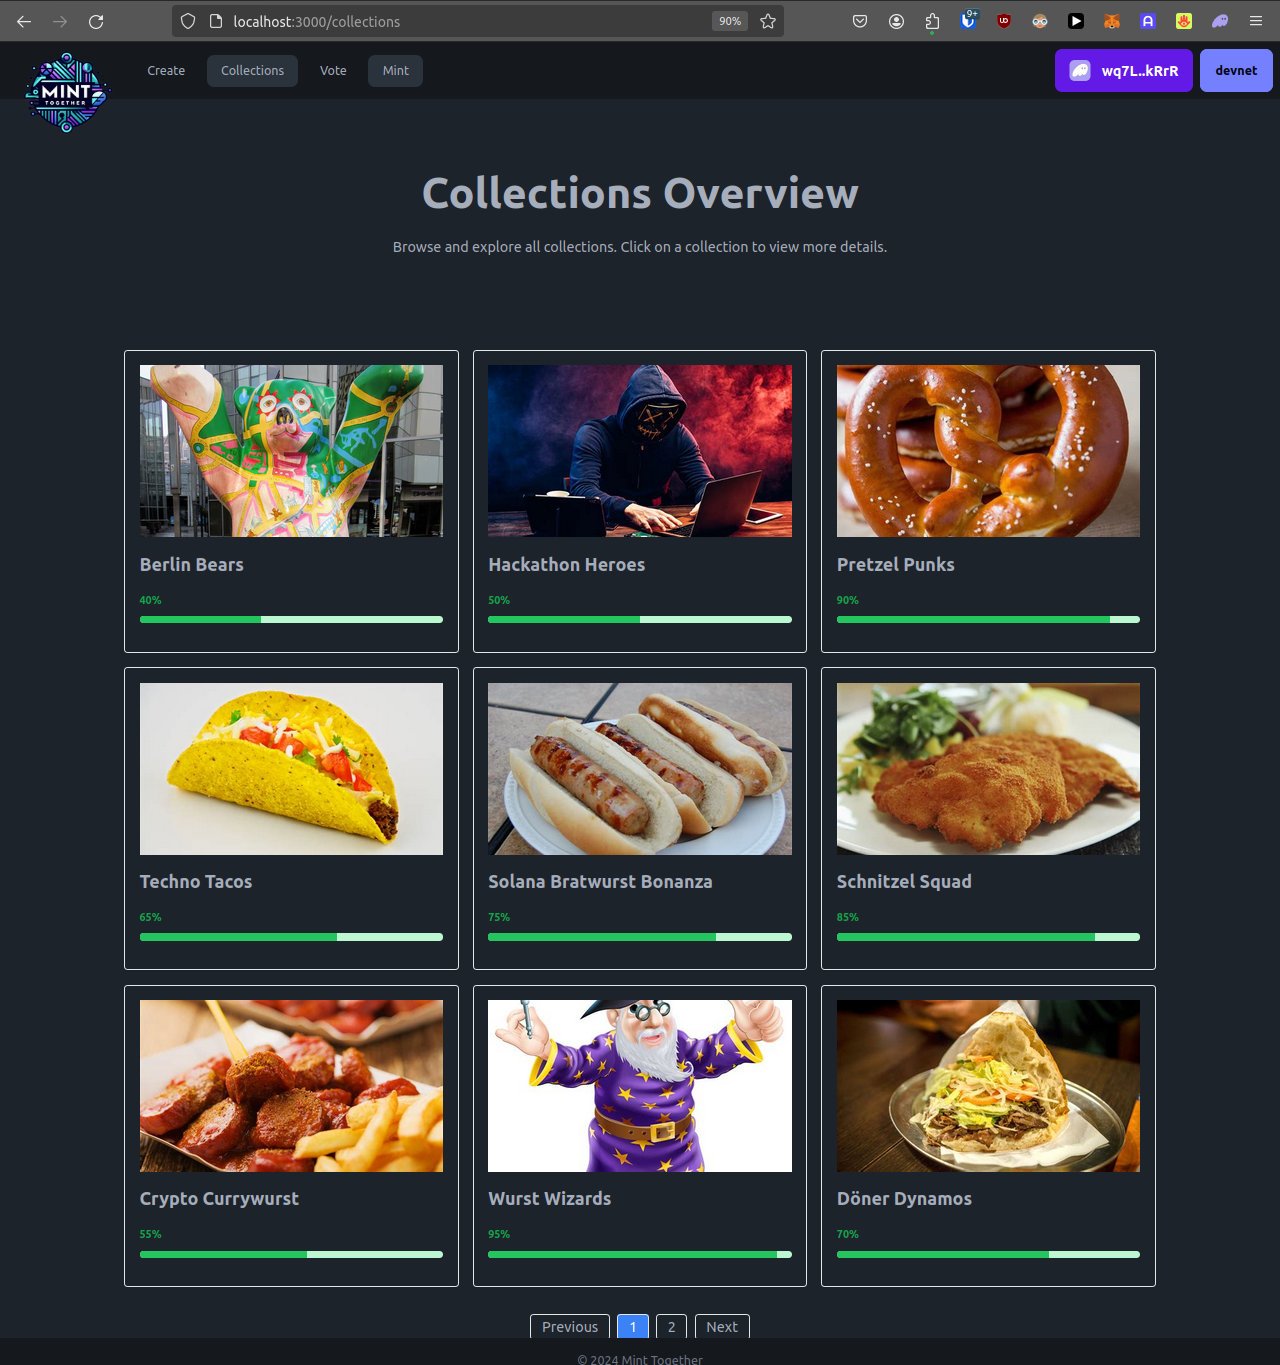 localhost:3000/collections
90%
9+
MINT
TOGETHER
Create
Collections
Vote
Mint
wq7L..kRrR
devnet
Collections Overview
Browse and explore all collections. Click on a collection to view more details.
Berlin Bears
40%
Hackathon Heroes
50%
Pretzel Punks
90%
Techno Tacos
65%
Solana Bratwurst Bonanza
75%
Schnitzel Squad
85%
Crypto Currywurst
55%
Wurst Wizards
95%
Döner Dynamos
70%
Previous
1
2
Next
© 2024 Mint Together